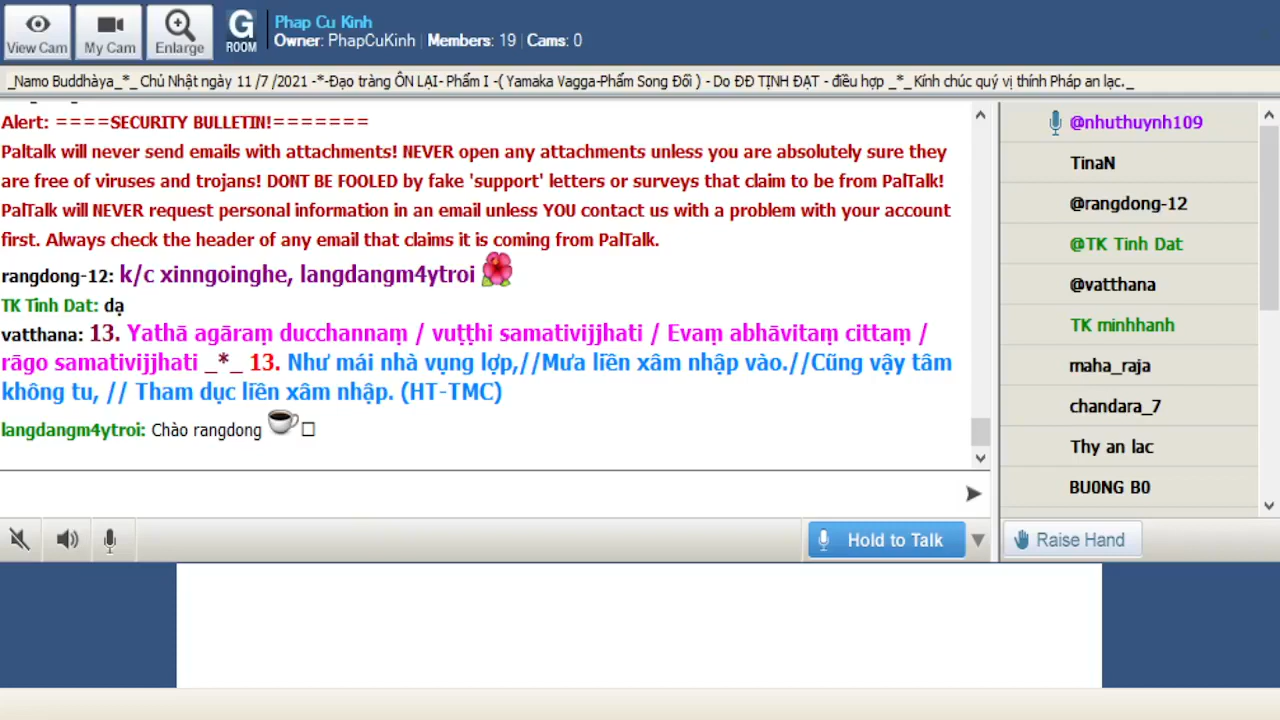 View Cam
My Cam
Enlarge
G
ROOM
Phap Cu Kinh
Owner: PhapCuKinh | Members: 19 | Cams: 0
_Namo Buddhàya_*_ Chủ Nhật ngày 11 /7 /2021 -*-Đạo tràng ÔN LẠI- Phẩm I -( Yamaka Vagga-Phẩm Song Đối ) - Do ĐĐ TỊNH ĐẠT - điều hợp _*_ Kính chúc quý vị thính Pháp an lạc._
Alert: ====SECURITY BULLETIN!=======
Paltalk will never send emails with attachments! NEVER open any attachments unless you are absolutely sure they
are free of viruses and trojans! DONT BE FOOLED by fake 'support' letters or surveys that claim to be from PalTalk!
PalTalk will NEVER request personal information in an email unless YOU contact us with a problem with your account
first. Always check the header of any email that claims it is coming from PalTalk.
rangdong-12: k/c xinngoinghe, langdangm4ytroi
TK Tinh Dat: dạ
vatthana: 13. Yathā agāraṃ ducchannaṃ / vuṭṭhi samativijjhati / Evaṃ abhāvitaṃ cittaṃ /
rāgo samativijjhati _*_ 13. Như mái nhà vụng lợp,//Mưa liền xâm nhập vào.//Cũng vậy tâm
không tu, // Tham dục liền xâm nhập. (HT-TMC)
langdangm4ytroi: Chào rangdong
Hold to Talk
@nhuthuynh109
TinaN
@rangdong-12
@TK Tinh Dat
@vatthana
TK minhhanh
maha_raja
chandara_7
Thy an lac
BU0NG B0
Raise Hand